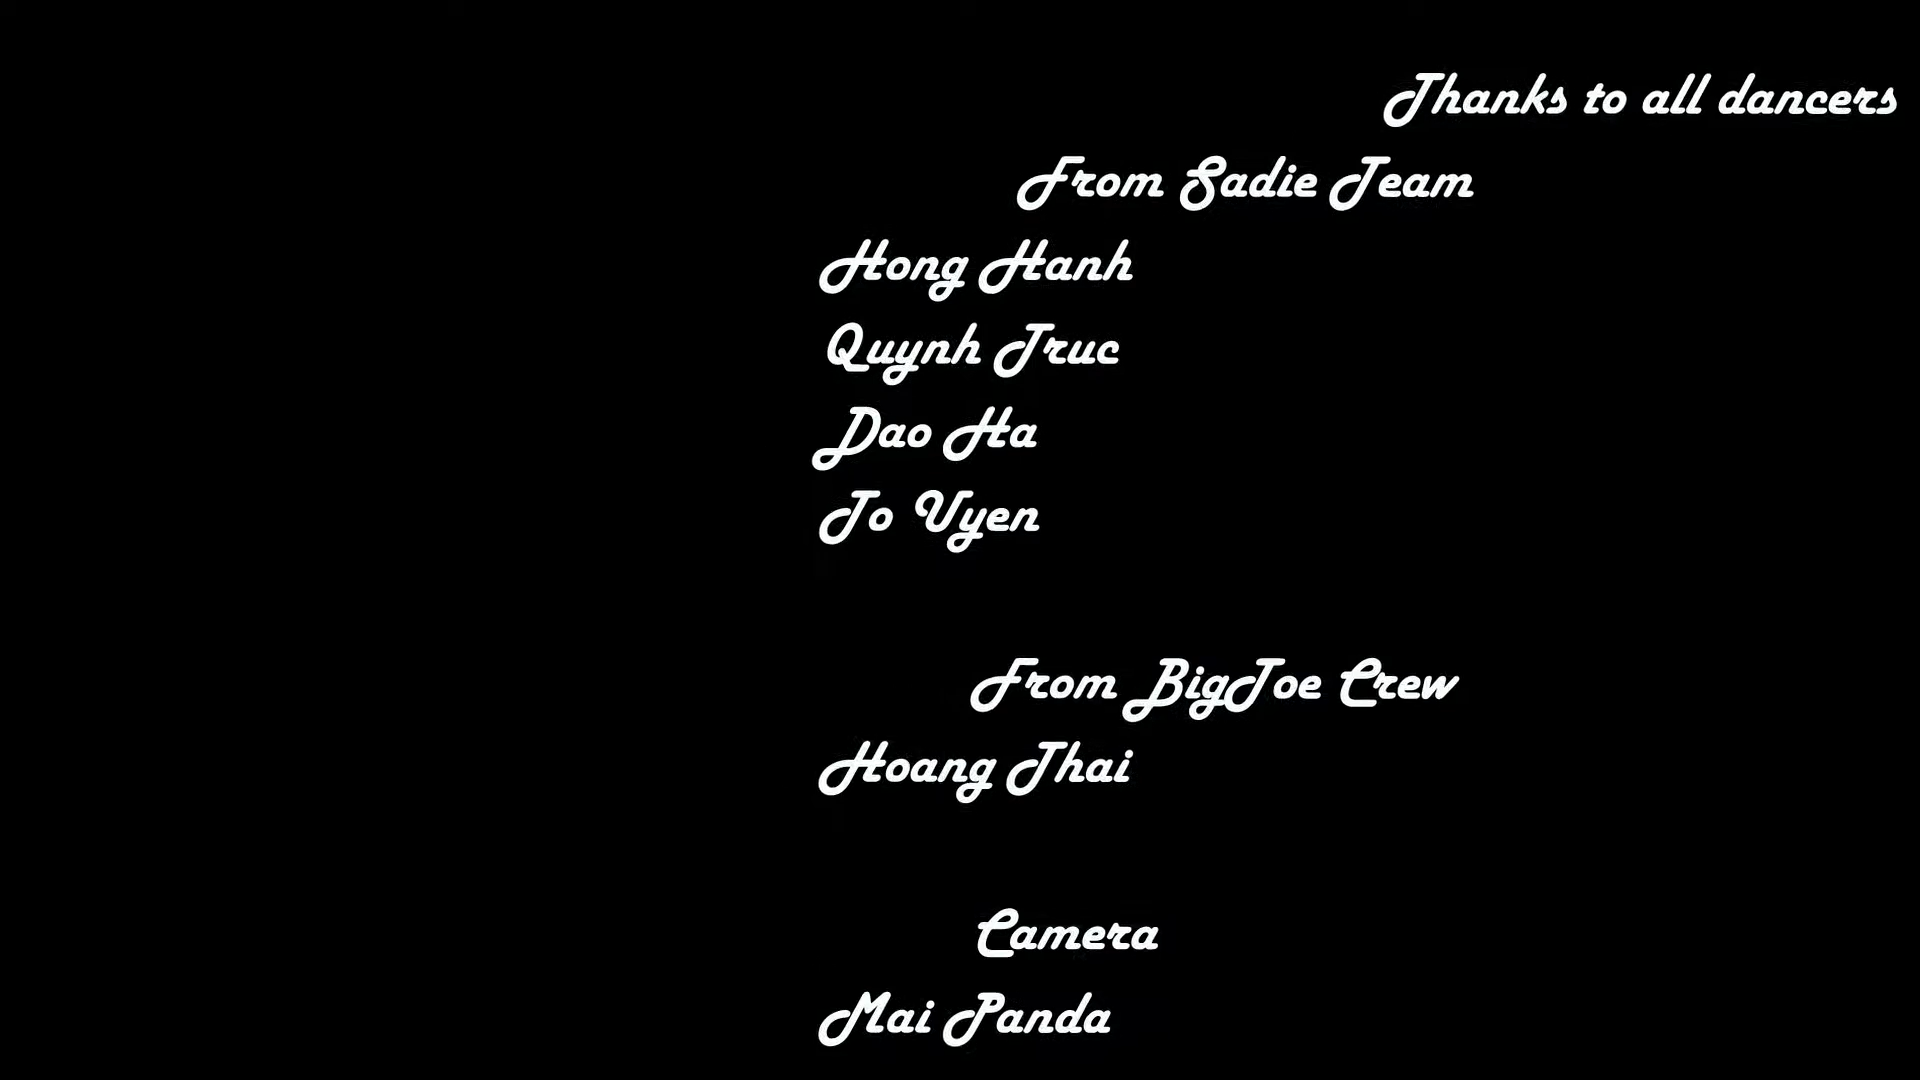 Thanks to all dancers
From Sadie Team
Hong Hanh
Quynh Truc
Dao Ha
To Uyen
From BigToe Crew
Hoang Thai
Camera
Mai Panda